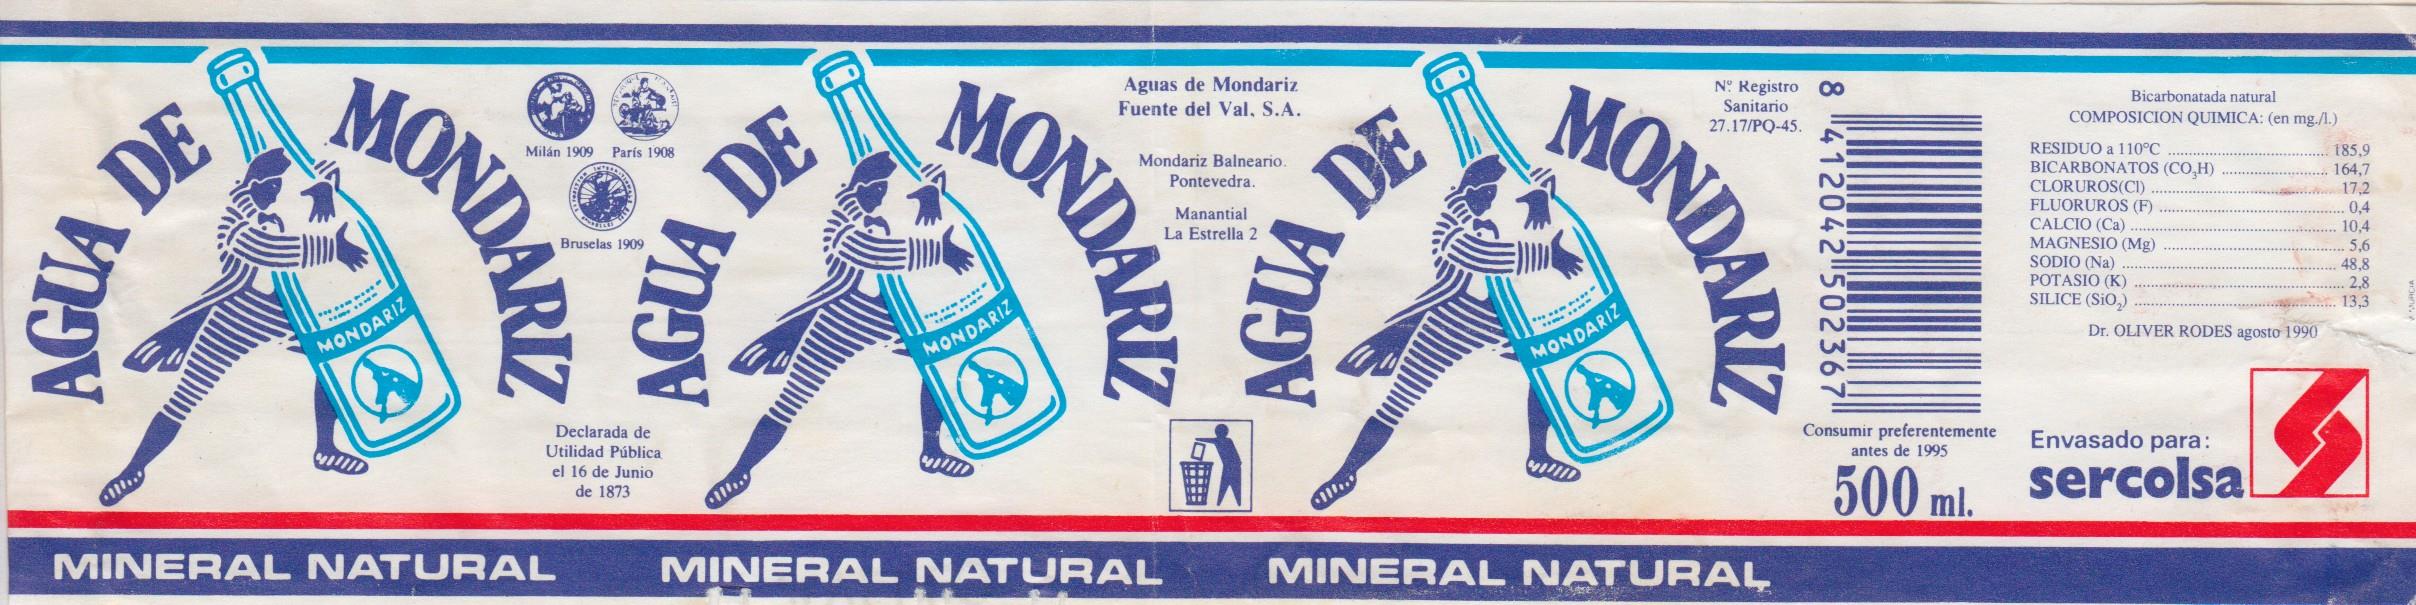 AGUA DE MONDARIZ
MONDARIZ
Milán 1909
París 1908
Bruselas 1909
Declarada de
Utilidad Pública
el 16 de Junio
de 1873
AGUA DE MONDARIZ
MONDARIZ
Aguas de Mondariz
Fuente del Val, S.A.
Mondariz Balneario.
Pontevedra.
Manantial
La Estrella 2
AGUA DE MONDARIZ
MONDARIZ
Nº Registro
Sanitario
27.17/PO-45.
8 412042 502367
Consumir preferentemente
antes de 1995
500 ml.
Bicarbonatada natural
COMPOSICION QUIMICA: (en mg./l.)
RESIDUO a 110°C 185,9
BICARBONATOS (CO3H) 164,7
CLORUROS(Cl) 17,2
FLUORUROS (F) 0,4
CALCIO (Ca) 10,4
MAGNESIO (Mg) 5,6
SODIO (Na) 48,8
POTASIO (K) 2,8
SILICE (SiO2) 13,3
Dr. OLIVER RODES agosto 1990
Envasado para:
sercolsa
MINERAL NATURAL MINERAL NATURAL MINERAL NATURAL